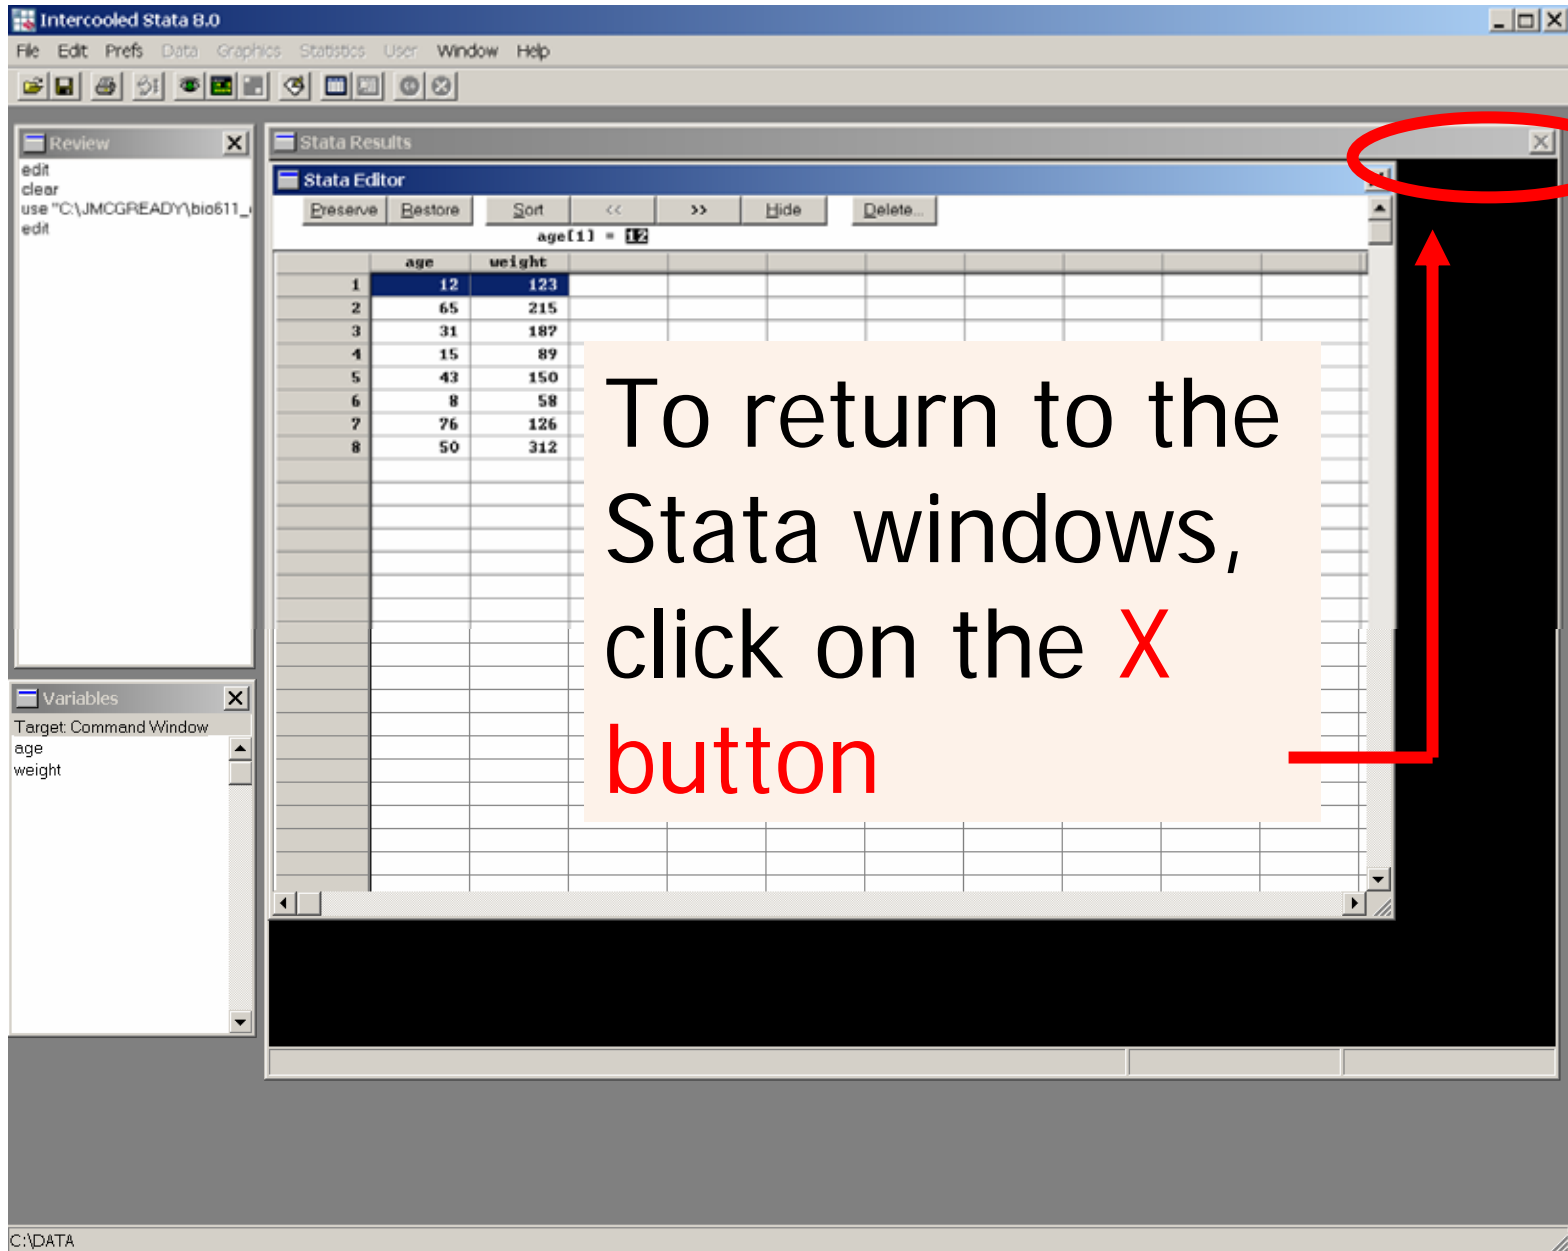 Intercooled Stata 8.0
File Edit Prefs Data Graphics Statistics User Window Help
Review
edit
clear
use "C:\JMCGREADY\bio611_
edit
Variables
Target: Command Window
age
weight
Stata Results
Stata Editor
Preserve Restore Sort << >> Hide Delete...
age[1] = 12
age weight
1 12 123
2 65 215
3 31 187
4 15 89
5 43 150
6 8 58
7 76 126
8 50 312
To return to the
Stata windows,
click on the X
button
C:\DATA